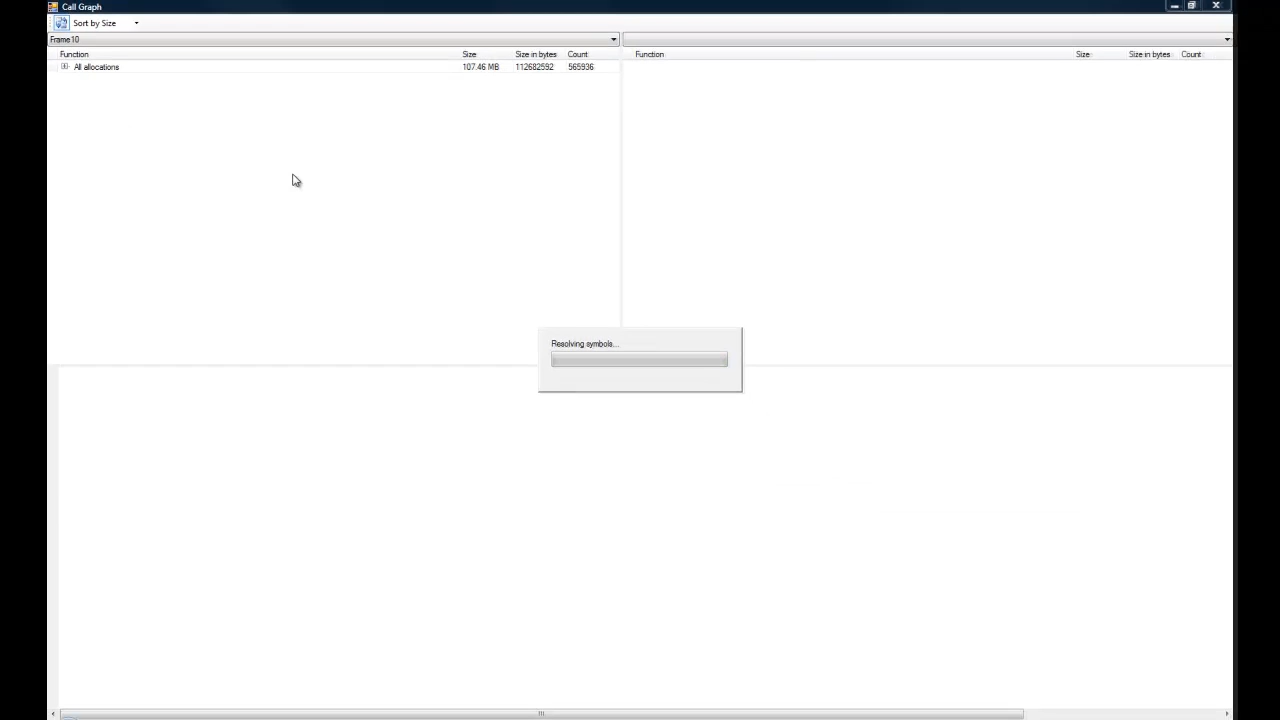 Call Graph
Sort by Size
Frame10
Function Size Size in bytes Count
Function Size Size in bytes Count
All allocations 107.46 MB 112682592 565936
Resolving symbols...